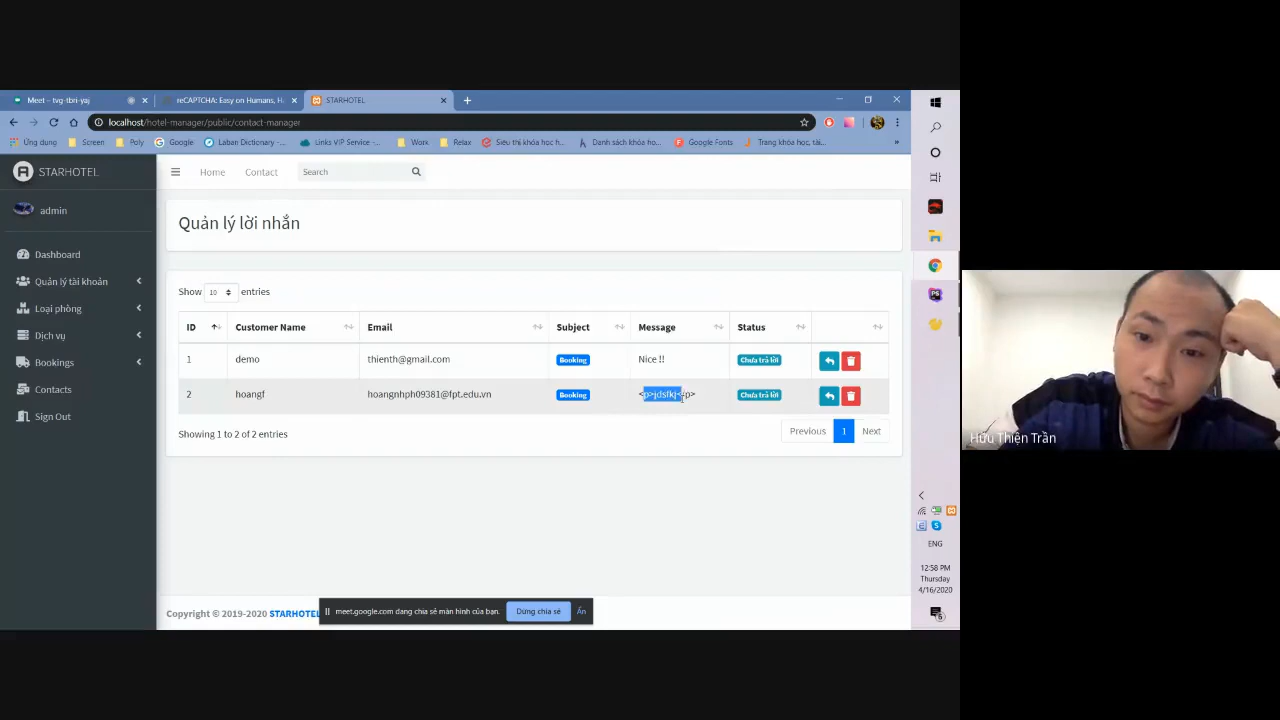 Meet – tvg-tbri-yaj
reCAPTCHA: Easy on Humans, H
STARHOTEL
localhost/hotel-manager/public/contact-manager
Ứng dụng
Screen
Poly
Google
Laban Dictionary -...
Links VIP Service -...
Work
Relax
Siêu thị khóa học h...
Danh sách khóa họ...
Google Fonts
Trang khóa học, tài...
STARHOTEL
Home
Contact
Search
admin
Quản lý lời nhắn
Dashboard
Quản lý tài khoản
Loại phòng
Dịch vụ
Bookings
Contacts
Sign Out
Show 10 entries
ID Customer Name Email Subject Message Status
1 demo thienth@gmail.com Booking Nice !! Chưa trả lời
2 hoangf hoangnhph09381@fpt.edu.vn Booking Chưa trả lời
Showing 1 to 2 of 2 entries
Previous 1 Next
Copyright © 2019-2020 STARHOTEL
meet.google.com đang chia sẻ màn hình của bạn.
Dừng chia sẻ
Ẩn
ENG
12:58 PM
Thursday
4/16/2020
Hữu Thiện Trần